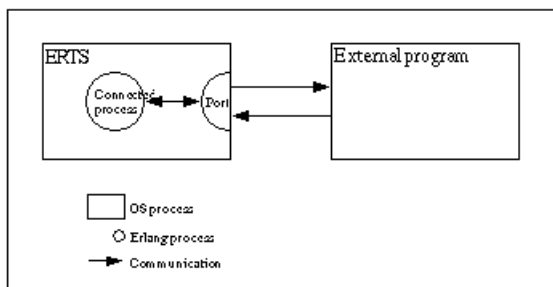 ERTS
External program
Connected
process
Port
OS process
Erlang process
Communication